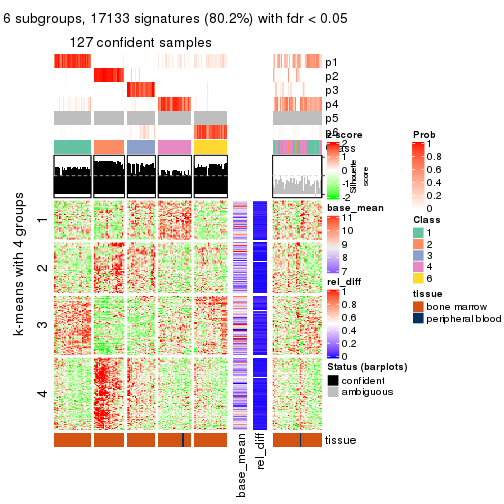 6 subgroups, 17133 signatures (80.2%) with fdr < 0.05
127 confident samples
p1
p2
p3
p4
p5
p6
Class
Silhouette score
k-means with 4 groups
1
2
3
4
base_mean
rel_diff
tissue
z-score
2
1
0
-1
-2
base_mean
11
10
9
8
7
rel_diff
1
0.8
0.6
0.4
0.2
0
Status (barplots)
confident
ambiguous
Prob
1
0.8
0.6
0.4
0.2
0
Class
1
2
3
4
6
tissue
bone marrow
peripheral blood